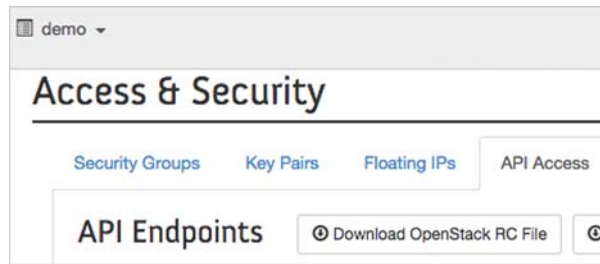 demo
Access & Security
Security Groups Key Pairs Floating IPs API Access
API Endpoints Download OpenStack RC File